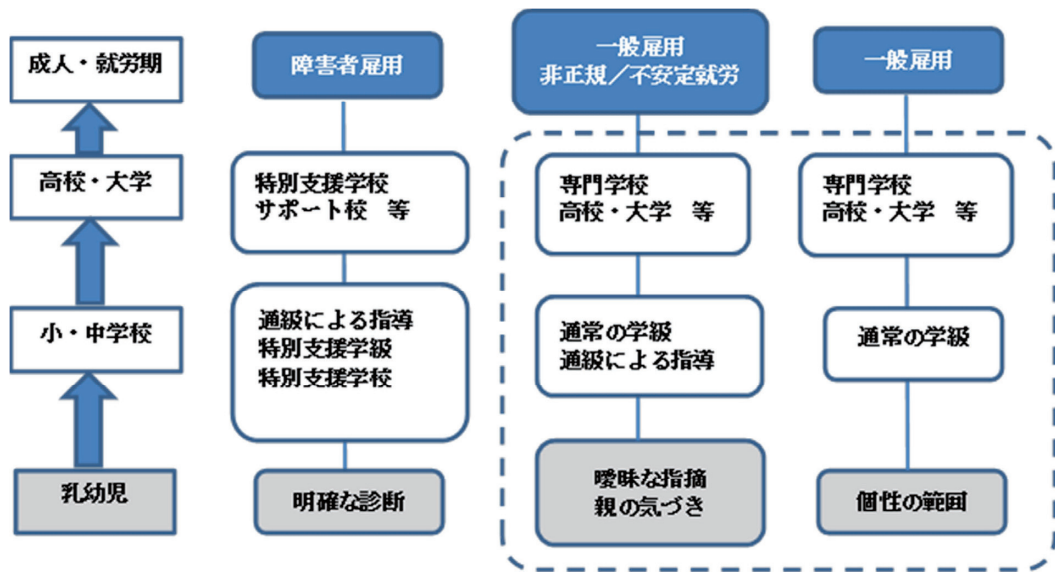 成人・就労期
障害者雇用
一般雇用
非正規／不安定就労
一般雇用
高校・大学
特別支援学校
サポート校　等
専門学校
高校・大学　等
専門学校
高校・大学　等
小・中学校
通級による指導
特別支援学級
特別支援学校
通常の学級
通級による指導
通常の学級
乳幼児
明確な診断
曖昧な指摘
親の気づき
個性の範囲